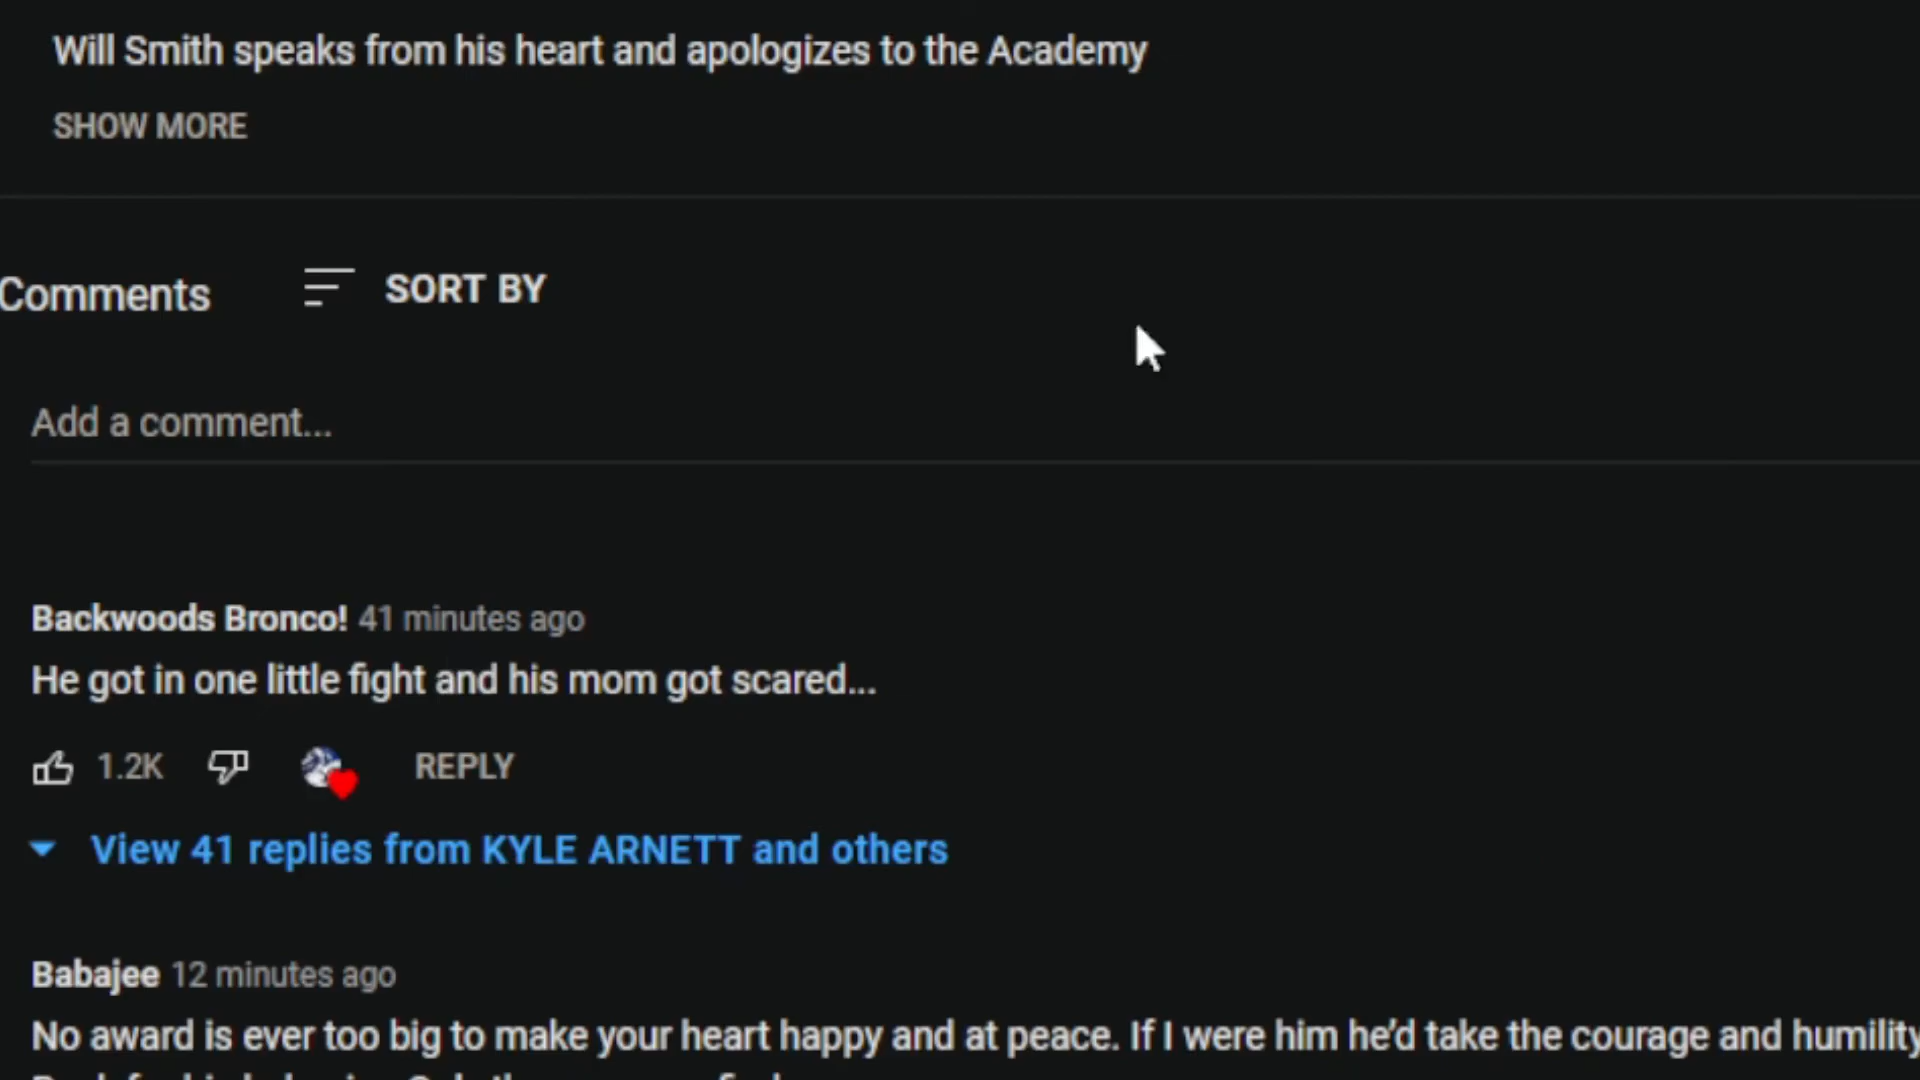 Will Smith speaks from his heart and apologizes to the Academy
SHOW MORE
Comments
SORT BY
Add a comment...
Backwoods Bronco! 41 minutes ago
He got in one little fight and his mom got scared...
1.2K
REPLY
View 41 replies from KYLE ARNETT and others
Babajee 12 minutes ago
No award is ever too big to make your heart happy and at peace. If I were him he'd take the courage and humility